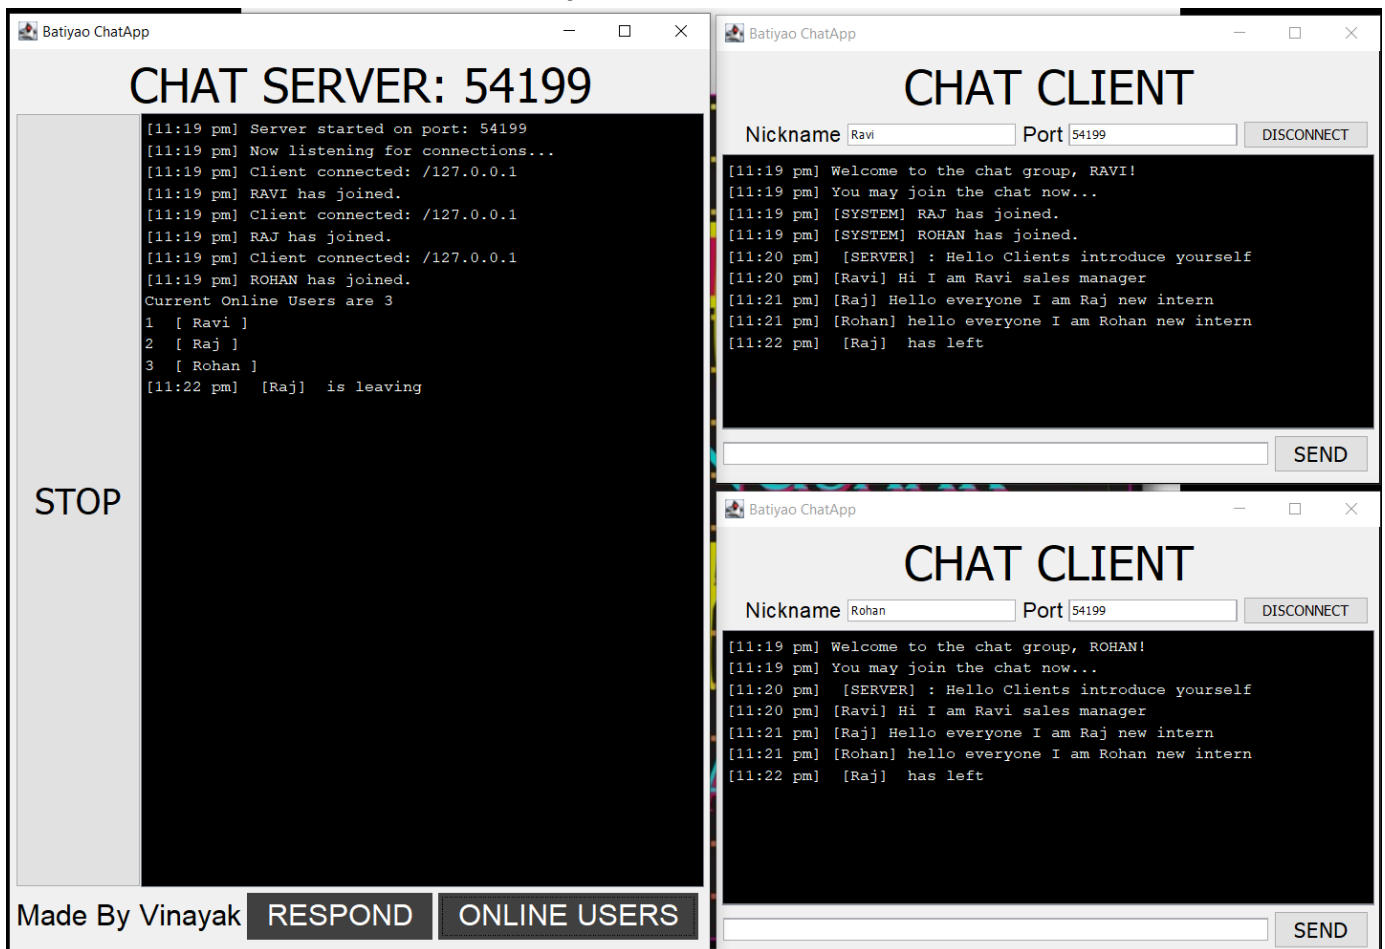 Batiyao ChatApp
CHAT SERVER: 54199
[11:19 pm] Server started on port: 54199
[11:19 pm] Now listening for connections...
[11:19 pm] Client connected: /127.0.0.1
[11:19 pm] RAVI has joined.
[11:19 pm] Client connected: /127.0.0.1
[11:19 pm] RAJ has joined.
[11:19 pm] Client connected: /127.0.0.1
[11:19 pm] ROHAN has joined.
Current Online Users are 3
1  [ Ravi ]
2  [ Raj ]
3  [ Rohan ]
[11:22 pm]  [Raj]  is leaving
STOP
Made By Vinayak RESPOND ONLINE USERS
Batiyao ChatApp
CHAT CLIENT
Nickname Ravi Port 54199 DISCONNECT
[11:19 pm] Welcome to the chat group, RAVI!
[11:19 pm] You may join the chat now...
[11:19 pm] [SYSTEM] RAJ has joined.
[11:19 pm] [SYSTEM] ROHAN has joined.
[11:20 pm]  [SERVER] : Hello Clients introduce yourself
[11:20 pm] [Ravi] Hi I am Ravi sales manager
[11:21 pm] [Raj] Hello everyone I am Raj new intern
[11:21 pm] [Rohan] hello everyone I am Rohan new intern
[11:22 pm]  [Raj]  has left
SEND
Batiyao ChatApp
CHAT CLIENT
Nickname Rohan Port 54199 DISCONNECT
[11:19 pm] Welcome to the chat group, ROHAN!
[11:19 pm] You may join the chat now...
[11:20 pm]  [SERVER] : Hello Clients introduce yourself
[11:20 pm] [Ravi] Hi I am Ravi sales manager
[11:21 pm] [Raj] Hello everyone I am Raj new intern
[11:21 pm] [Rohan] hello everyone I am Rohan new intern
[11:22 pm]  [Raj]  has left
SEND